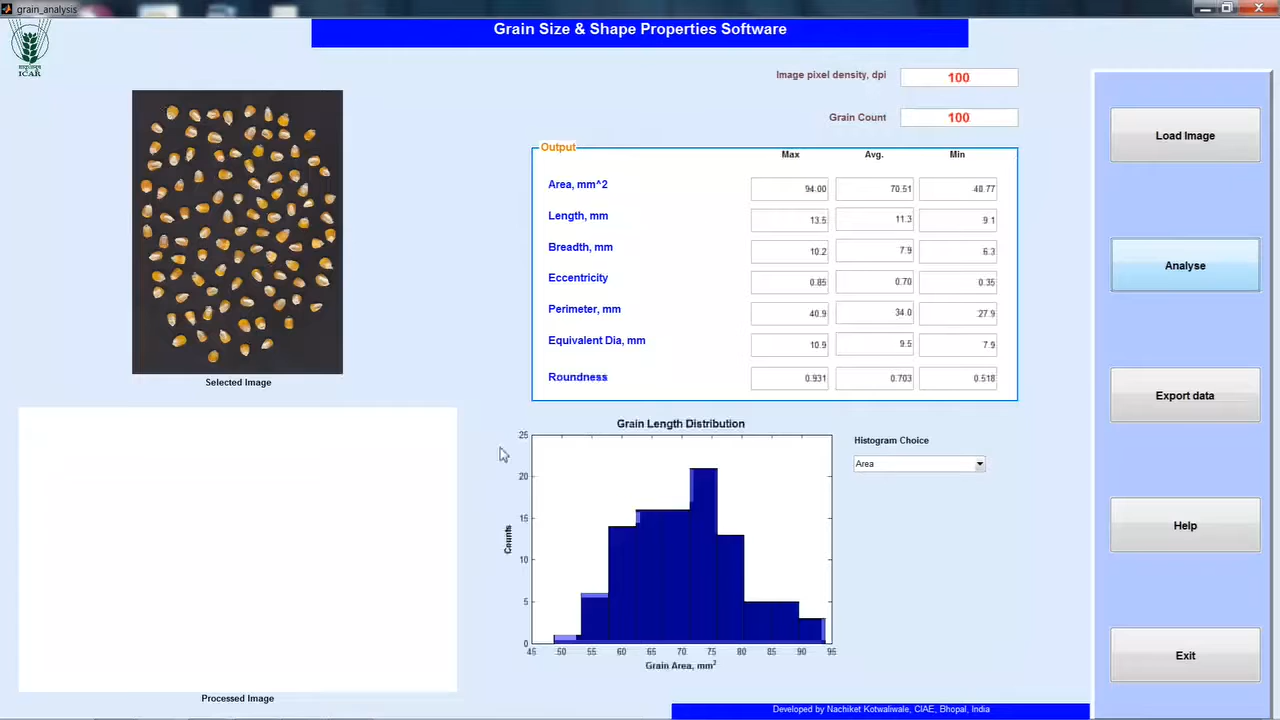 grain_analysis
Grain Size & Shape Properties Software
ICAR
Image pixel density, dpi 100
Grain Count 100
Output
Max Avg. Min
Area, mm^2 94.00 70.51 48.77
Length, mm 13.5 11.3 9.1
Breadth, mm 10.2 7.9 6.3
Eccentricity 0.85 0.70 0.35
Perimeter, mm 40.9 34.0 27.9
Equivalent Dia, mm 10.9 9.5 7.9
Roundness 0.931 0.703 0.518
Selected Image
Processed Image
Grain Length Distribution
25
20
15
10
5
0
Counts
45 50 55 60 65 70 75 80 85 90 95
Grain Area, mm²
Histogram Choice
Area
Load Image
Analyse
Export data
Help
Exit
Developed by Nachiket Kotwaliwale, CIAE, Bhopal, India